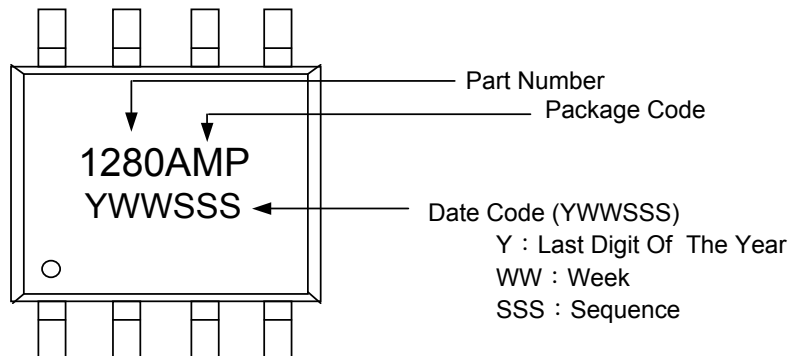 Part Number
Package Code
1280AMP
YWWSSS
Date Code (YWWSSS)
Y：Last Digit Of The Year
WW：Week
SSS：Sequence